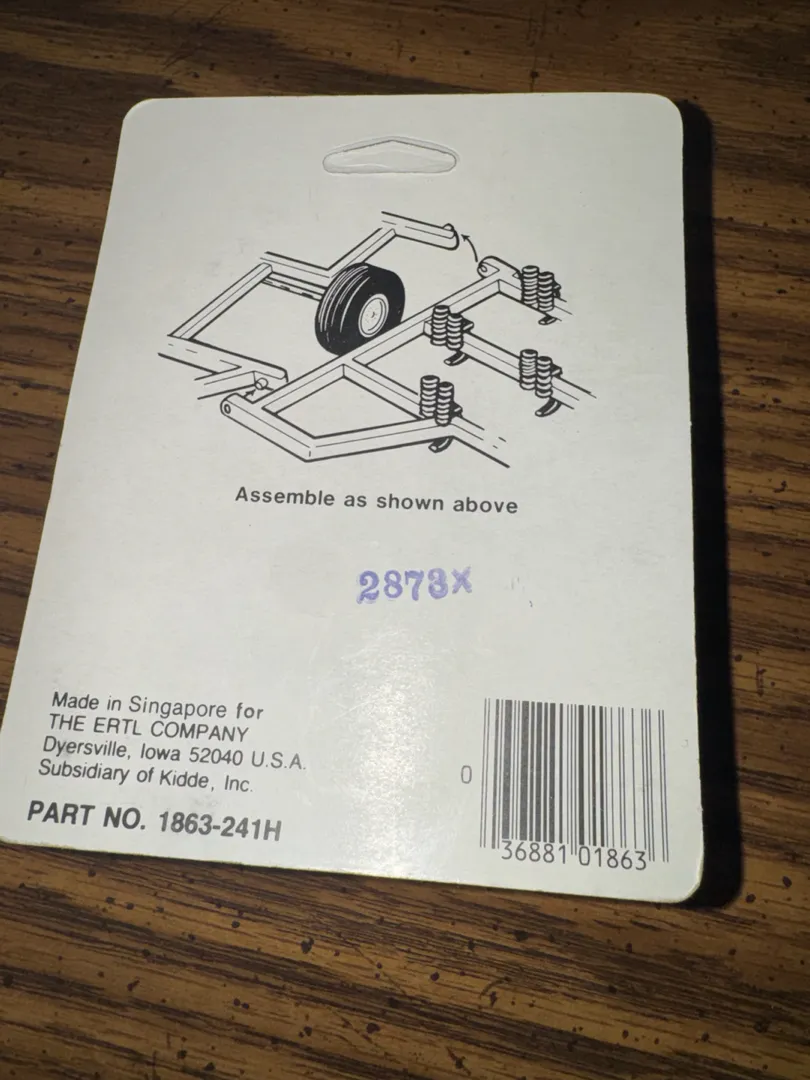 Assemble as shown above
2873X
Made in Singapore for
THE ERTL COMPANY
Dyersville, Iowa 52040 U.S.A.
Subsidiary of Kidde, Inc.
PART NO. 1863-241H
0 36881 01863